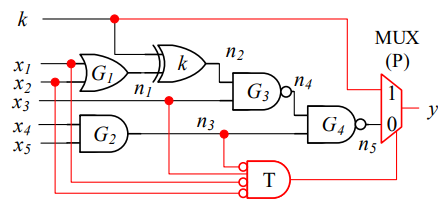 k
MUX
(P)
x1 G1 k n2
x2 n1 G3 n4 1 y
x3
x4 G2 n3 G4 0
x5 n5
T